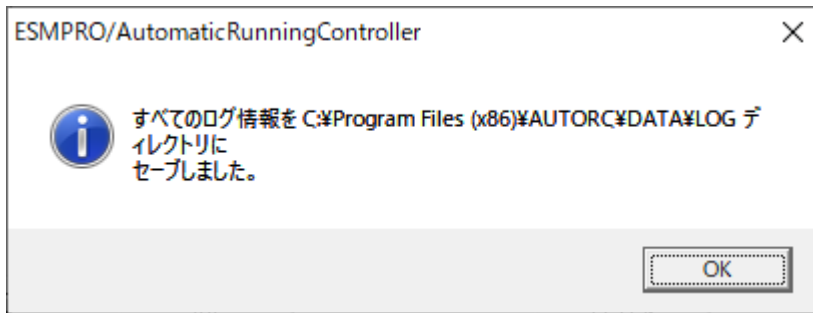 ESMPRO/AutomaticRunningController
すべてのログ情報を C:¥Program Files (x86)¥AUTORC¥DATA¥LOG デ
ィレクトリに
セーブしました。
OK